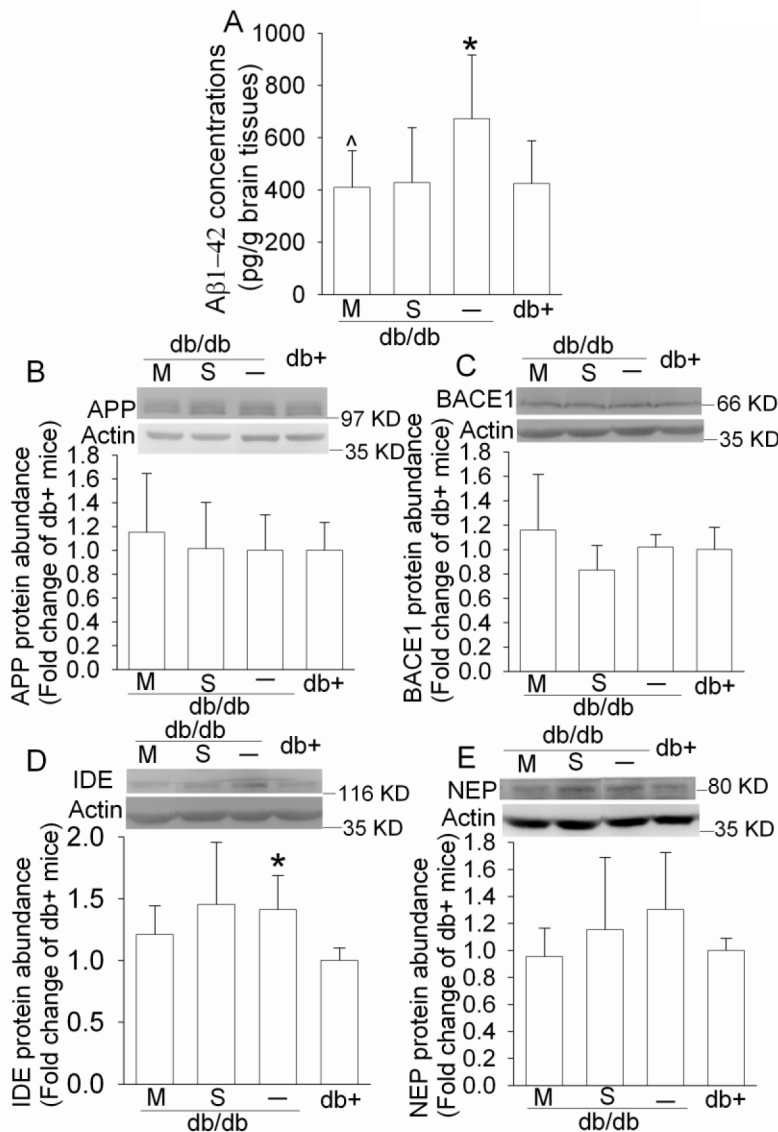 A
Aβ1–42 concentrations
(pg/g brain tissues)
1000
800
600
400
200
0
^
*
M S — db+
db/db
B
db/db db+
M S —
APP
97 KD
Actin
35 KD
APP protein abundance
(Fold change of db+ mice)
1.8
1.6
1.4
1.2
1.0
0.8
0.6
0.4
0.2
0.0
M S — db+
db/db
C
db/db db+
M S —
BACE1
66 KD
Actin
35 KD
BACE1 protein abundance
(Fold change of db+ mice)
1.8
1.6
1.4
1.2
1.0
0.8
0.6
0.4
0.2
0.0
M S — db+
db/db
D
db/db
M S — db+
IDE
116 KD
Actin
35 KD
IDE protein abundance
(Fold change of db+ mice)
2.0
1.5
1.0
0.5
0.0
*
M S — db+
db/db
E
db/db db+
M S —
NEP
80 KD
Actin
35 KD
NEP protein abundance
(Fold change of db+ mice)
1.8
1.6
1.4
1.2
1.0
0.8
0.6
0.4
0.2
0.0
M S — db+
db/db